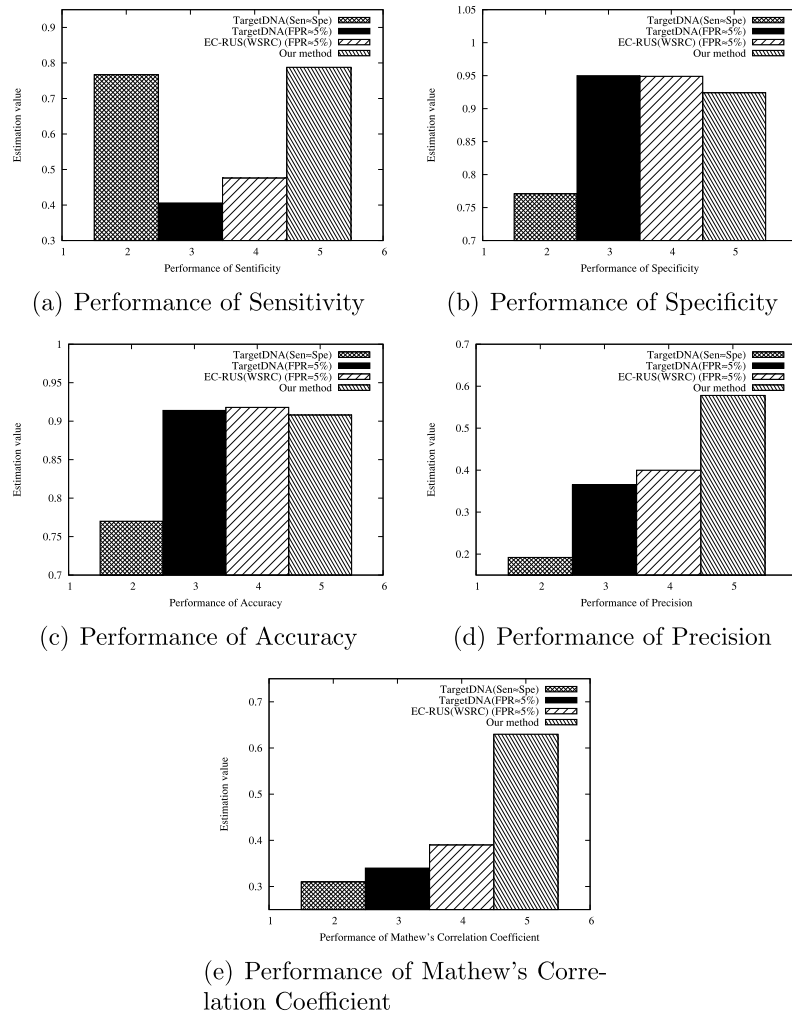 TargetDNA(Sen≈Spe)
TargetDNA(FPR≈5%)
EC-RUS(WSRC) (FPR≈5%)
Our method
0.9
0.8
0.7
0.6
0.5
0.4
0.3
Estimation value
1 2 3 4 5 6
Performance of Sentificity
(a) Performance of Sensitivity
TargetDNA(Sen≈Spe)
TargetDNA(FPR≈5%)
EC-RUS(WSRC) (FPR≈5%)
Our method
1.05
1
0.95
0.9
0.85
0.8
0.75
0.7
Estimation value
1 2 3 4 5
Performance of Specificity
(b) Performance of Specificity
TargetDNA(Sen≈Spe)
TargetDNA(FPR≈5%)
EC-RUS(WSRC) (FPR≈5%)
Our method
1
0.95
0.9
0.85
0.8
0.75
0.7
Estimation value
1 2 3 4 5 6
Performance of Accuracy
(c) Performance of Accuracy
TargetDNA(Sen≈Spe)
TargetDNA(FPR≈5%)
EC-RUS(WSRC) (FPR≈5%)
Our method
0.7
0.6
0.5
0.4
0.3
0.2
Estimation value
1 2 3 4 5
Performance of Precision
(d) Performance of Precision
TargetDNA(Sen≈Spe)
TargetDNA(FPR≈5%)
EC-RUS(WSRC) (FPR≈5%)
Our method
0.7
0.6
0.5
0.4
0.3
Estimation value
1 2 3 4 5 6
Performance of Mathew's Correlation Coefficient
(e) Performance of Mathew's Corre-
lation Coefficient